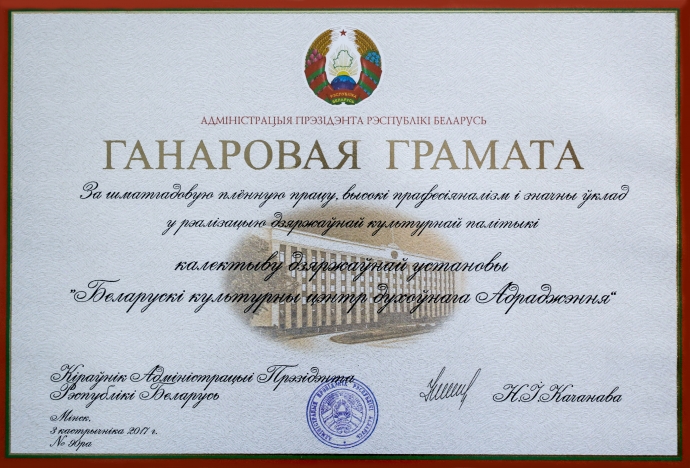 АДМІНІСТРАЦЫЯ ПРЭЗІДЭНТА РЭСПУБЛІКІ БЕЛАРУСЬ
ГАНАРОВАЯ ГРАМАТА
За шматгадовую плённую працу, высокі прафесіяналізм і значны ўклад
у рэалізацыю дзяржаўнай культурнай палітыкі
калектыву дзяржаўнай установы
"Беларускі культурны цэнтр духоўнага Адраджэння"
Кіраўнік Адміністрацыі Прэзідэнта
Рэспублікі Беларусь
Н.І.Качанава
Мінск.
3 кастрычніка 2017 г.
№ 90ра